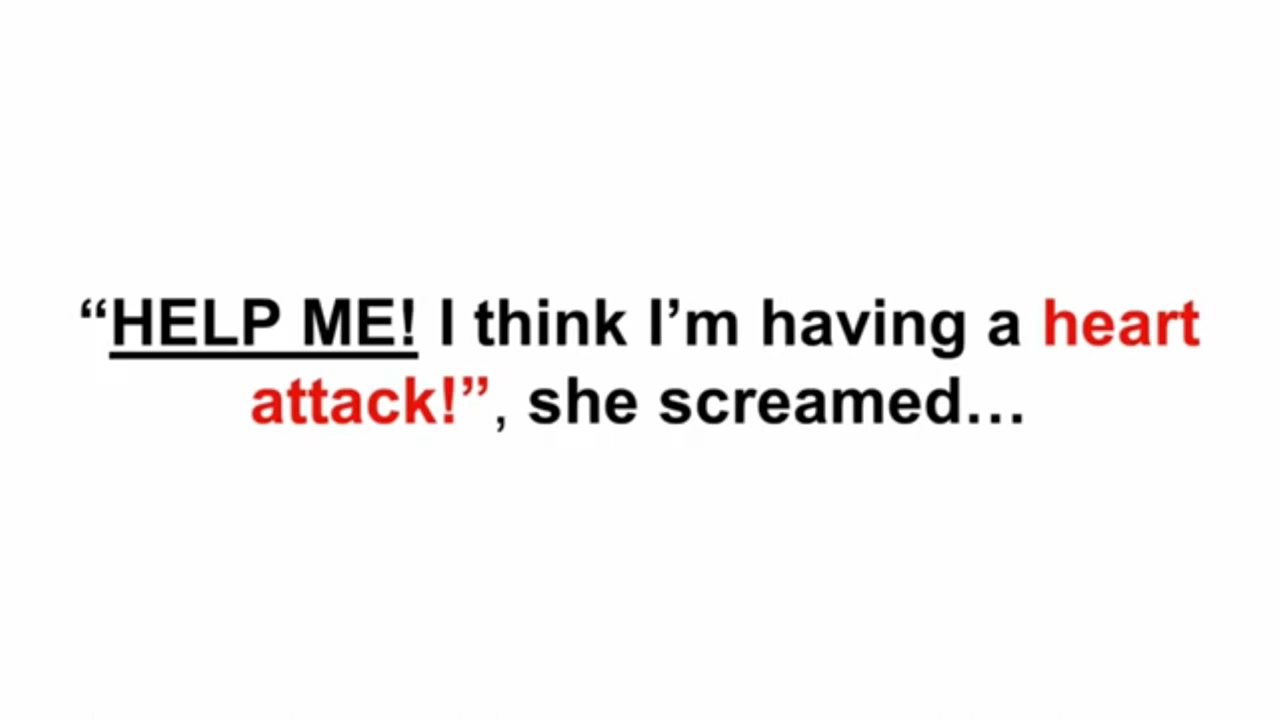 “HELP ME! I think I’m having a heart
attack!”, she screamed…